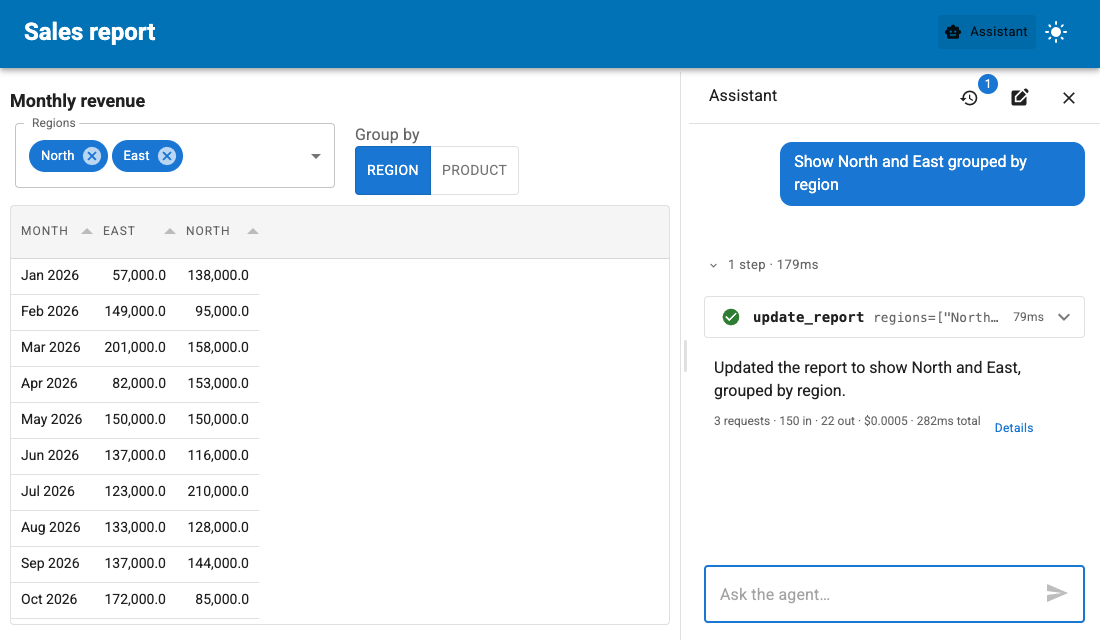 Sales report
Assistant
Monthly revenue
Regions
North
East
Group by
REGION
PRODUCT
MONTH EAST NORTH
Jan 2026 57,000.0 138,000.0
Feb 2026 149,000.0 95,000.0
Mar 2026 201,000.0 158,000.0
Apr 2026 82,000.0 153,000.0
May 2026 150,000.0 150,000.0
Jun 2026 137,000.0 116,000.0
Jul 2026 123,000.0 210,000.0
Aug 2026 133,000.0 128,000.0
Sep 2026 137,000.0 144,000.0
Oct 2026 172,000.0 85,000.0
Assistant
1
Show North and East grouped by
region
1 step · 179ms
update_report regions=["North… 79ms
Updated the report to show North and East,
grouped by region.
3 requests · 150 in · 22 out · $0.0005 · 282ms total
Details
Ask the agent…